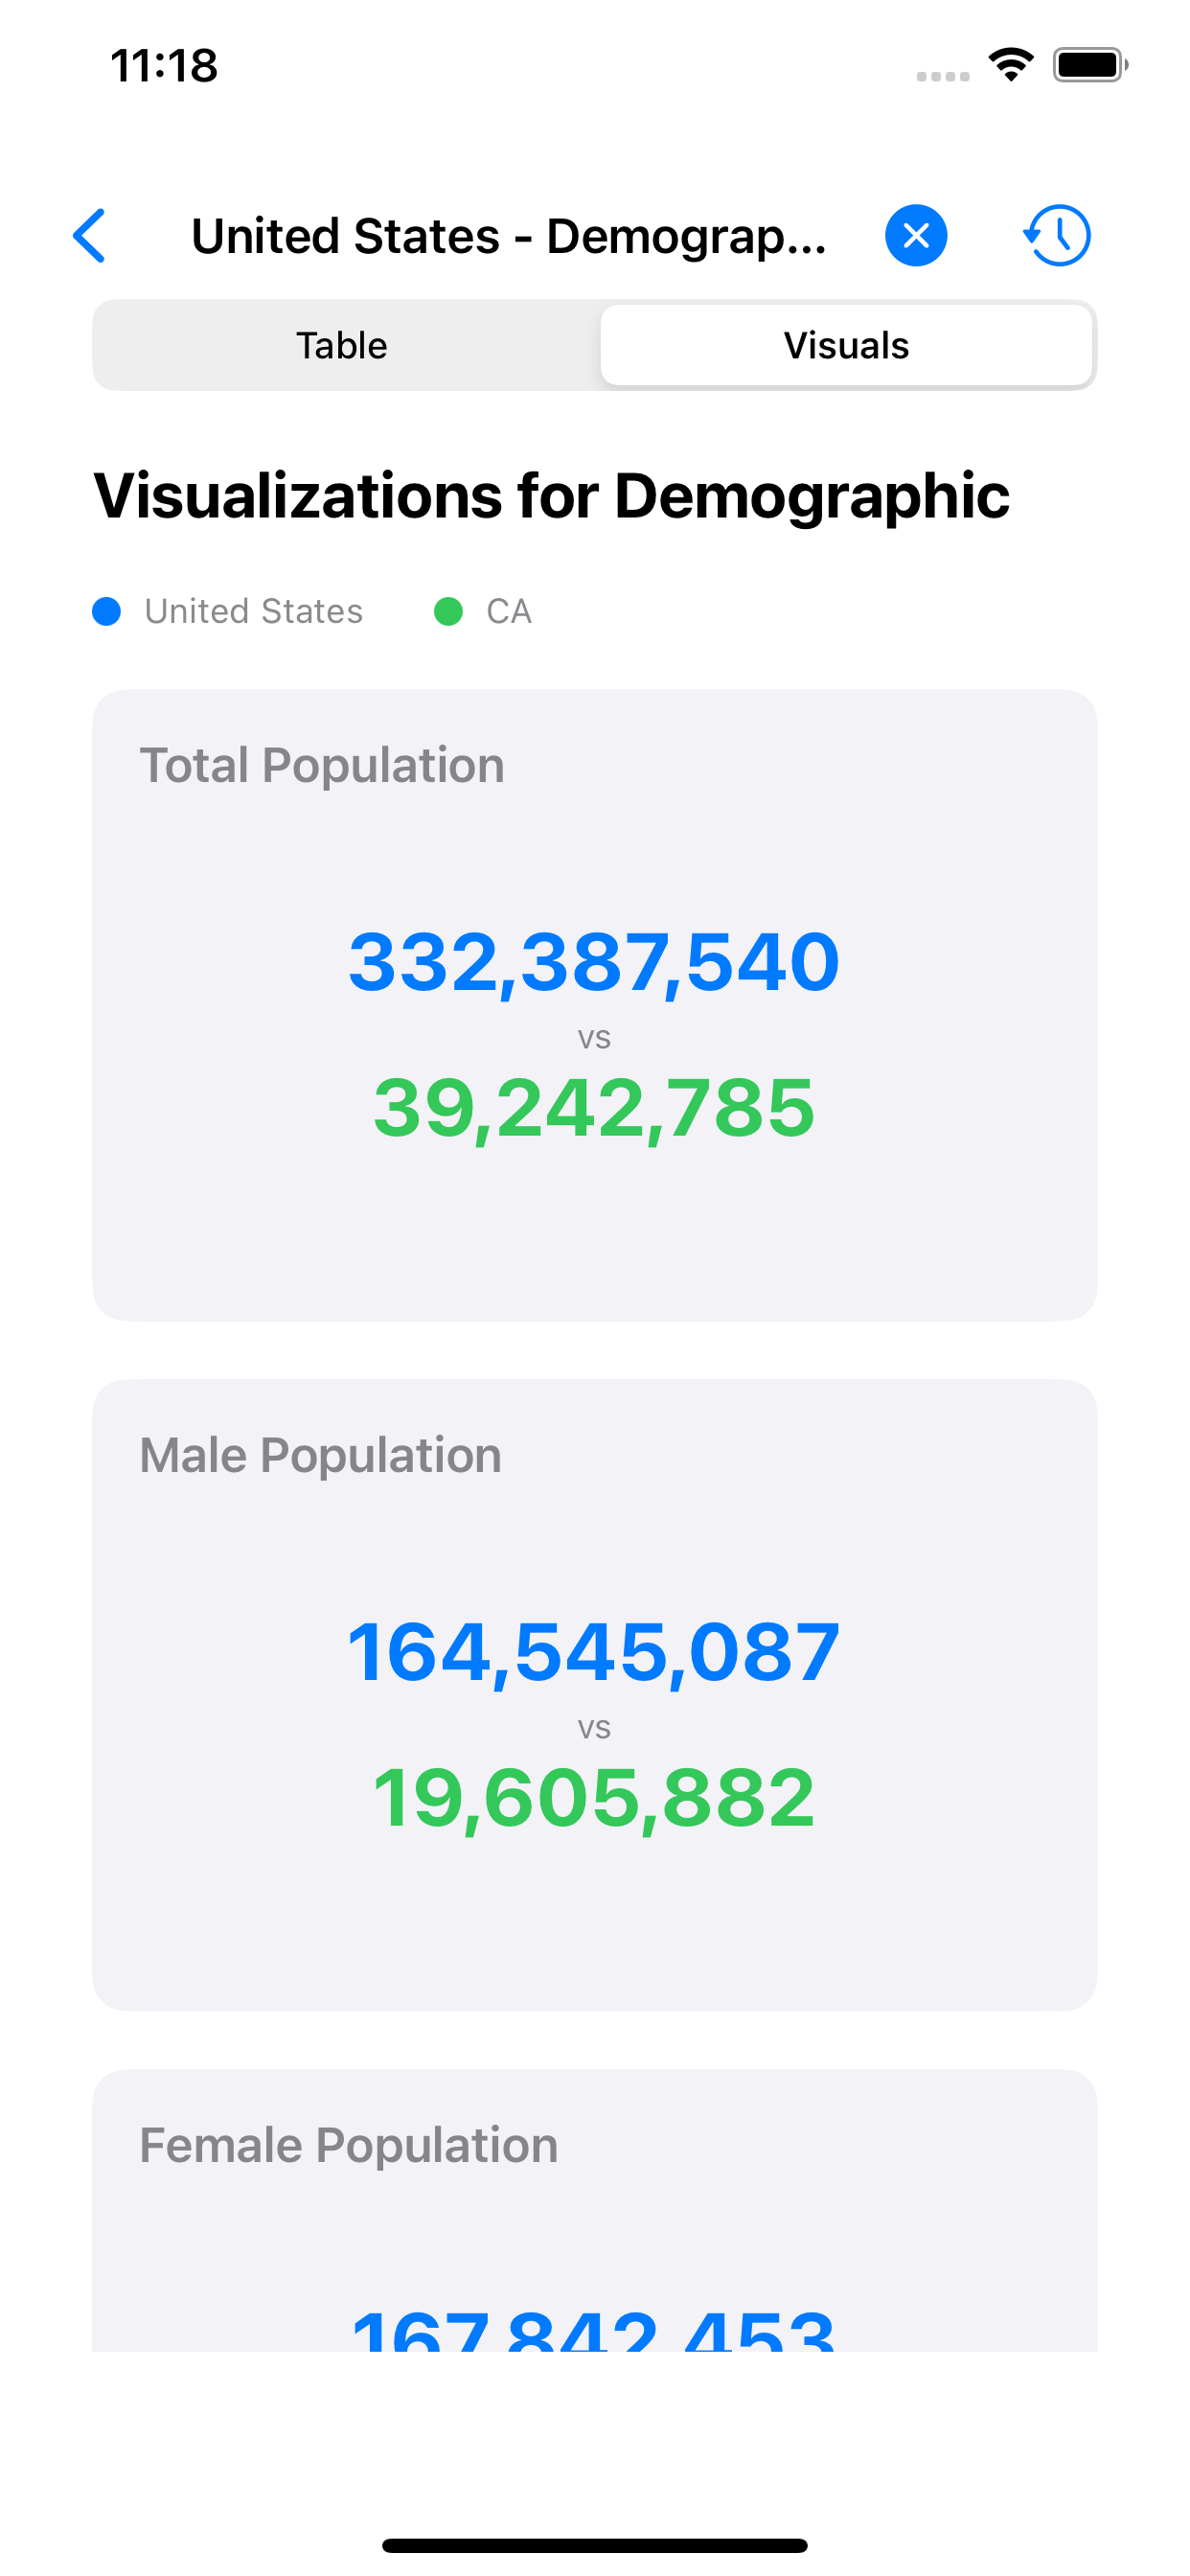 11:18
United States - Demograp...
Table
Visuals
Visualizations for Demographic
United States
CA
Total Population
332,387,540
vs
39,242,785
Male Population
164,545,087
vs
19,605,882
Female Population
167,842,453